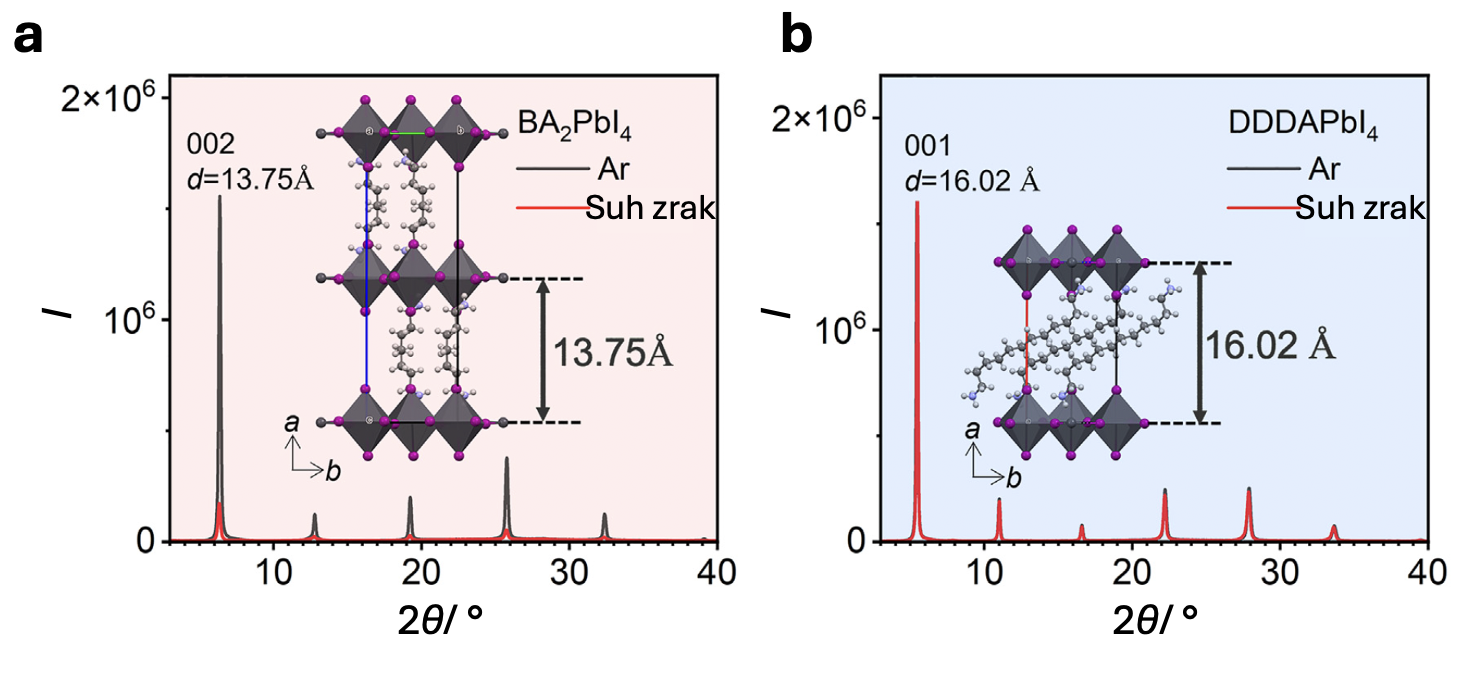 a
2×10⁶
10⁶
0
I
002
d=13.75Å
BA₂PbI₄
Ar
Suh zrak
13.75Å
a
b
10
20
30
40
2θ/ °
b
2×10⁶
10⁶
0
I
001
d=16.02 Å
DDDAPbI₄
Ar
Suh zrak
16.02 Å
a
b
10
20
30
40
2θ/ °